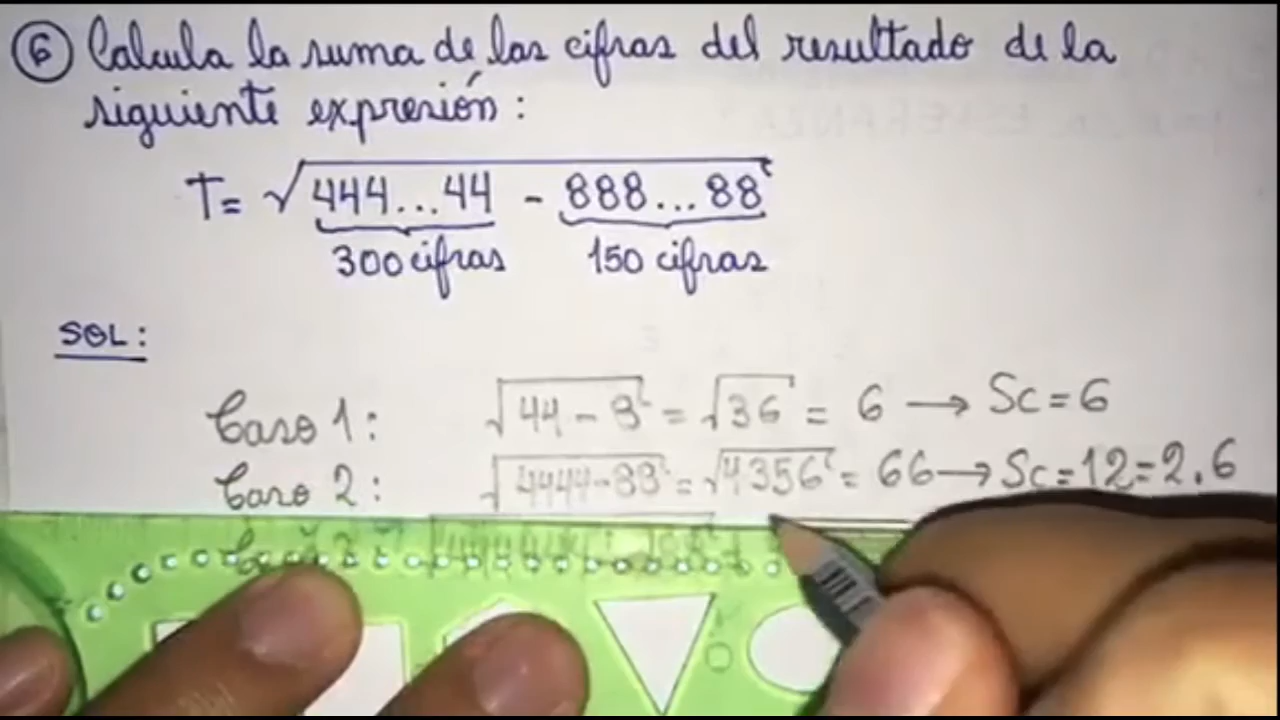 6 Calcula la suma de las cifras del resultado de la
siguiente expresión:
T = √444...44 - 888...88
300 cifras 150 cifras
SOL:
Caso 1: √44 - 8 = √36 = 6 → Sc = 6
Caso 2: √4444-88 = √4356 = 66 → Sc = 12 = 2.6